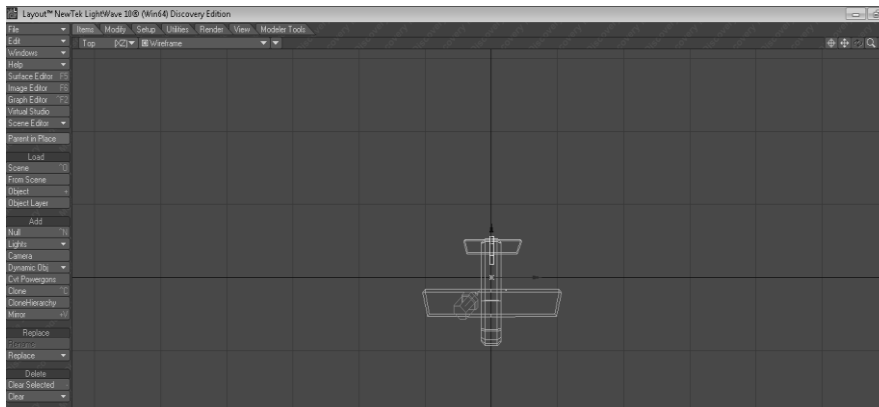 Layout™ NewTek LightWave 10® (Win64) Discovery Edition
File
Items Modify Setup Utilities Render View Modeler Tools
Edit
Top (XZ) Wireframe
Windows
Help
Surface Editor F5
Image Editor F6
Graph Editor ^F2
Virtual Studio
Scene Editor
Parent in Place
Load
Scene ^O
From Scene
Object +
Object Layer
Add
Null ^N
Lights
Camera
Dynamic Obj
Cvt Powergons
Clone ^C
CloneHierarchy
Mirror +V
Replace
Rename
Replace
Delete
Clear Selected -
Clear